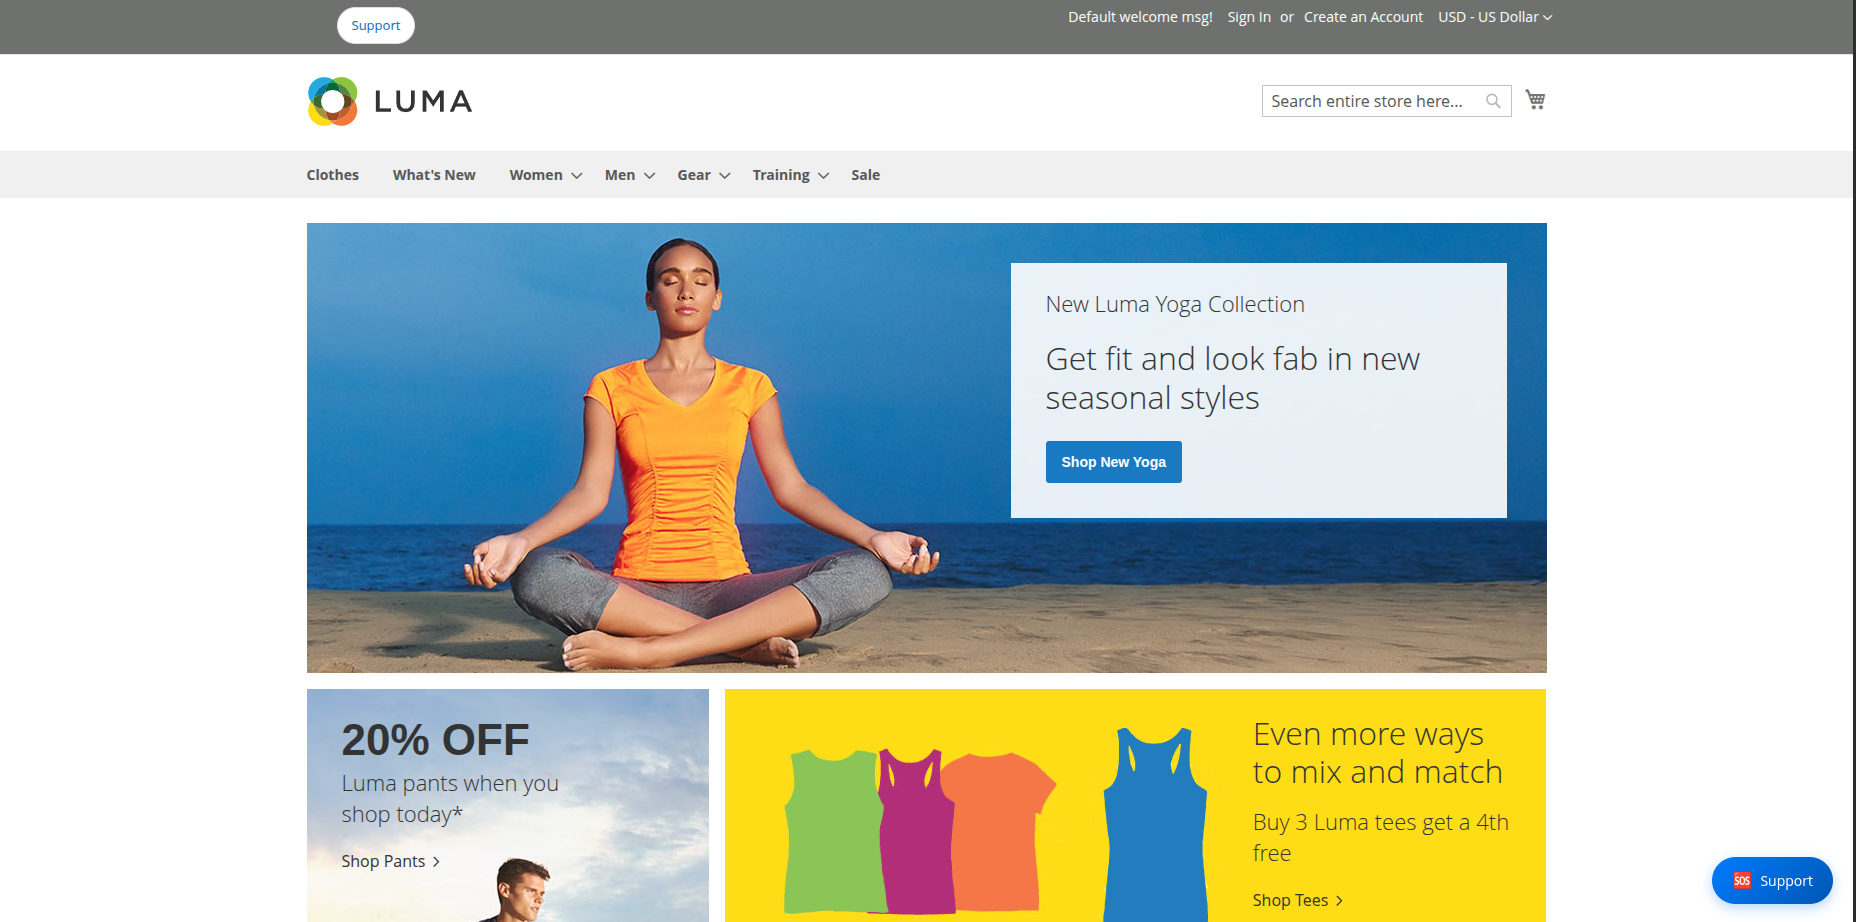 Support
Default welcome msg! Sign In or Create an Account USD - US Dollar
LUMA
Search entire store here...
Clothes What's New Women Men Gear Training Sale
New Luma Yoga Collection
Get fit and look fab in new
seasonal styles
Shop New Yoga
20% OFF
Luma pants when you
shop today*
Shop Pants
Even more ways
to mix and match
Buy 3 Luma tees get a 4th
free
Shop Tees
SOS Support